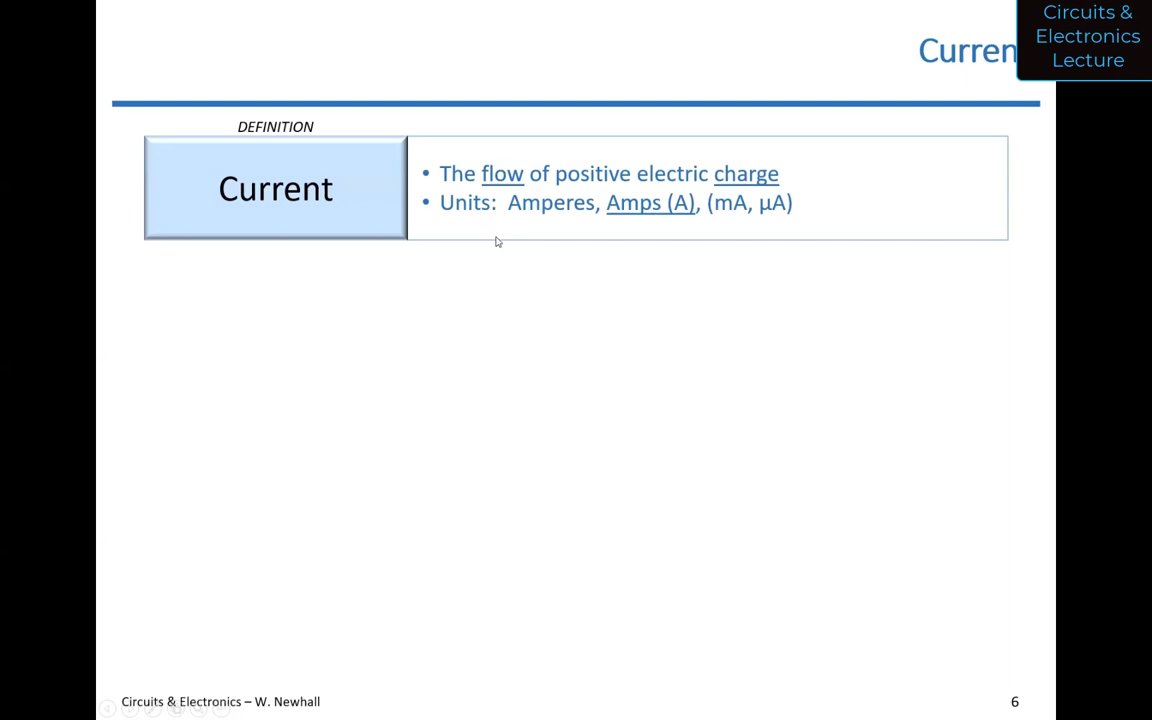 Circuits &
Electronics
Lecture
Curren
DEFINITION
Current
• The flow of positive electric charge
• Units: Amperes, Amps (A), (mA, µA)
Circuits & Electronics – W. Newhall
6